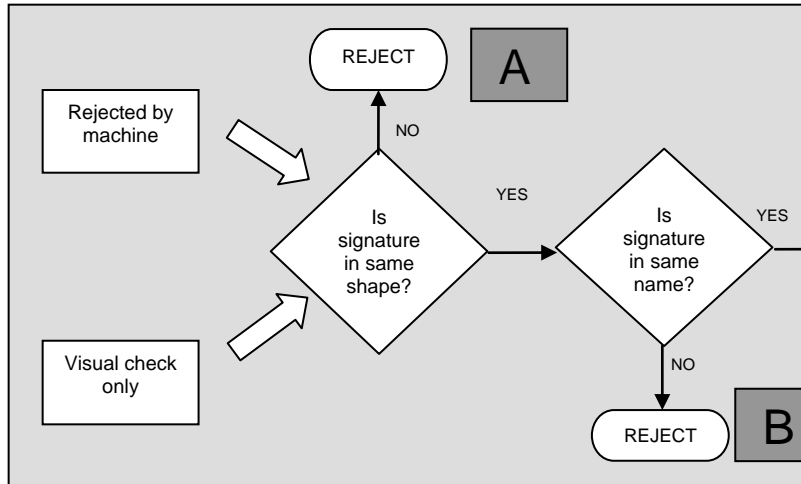 REJECT
A
Rejected by
machine
NO
YES
Is
signature
in same
shape?
Is
signature
in same
name?
YES
Visual check
only
NO
REJECT
B